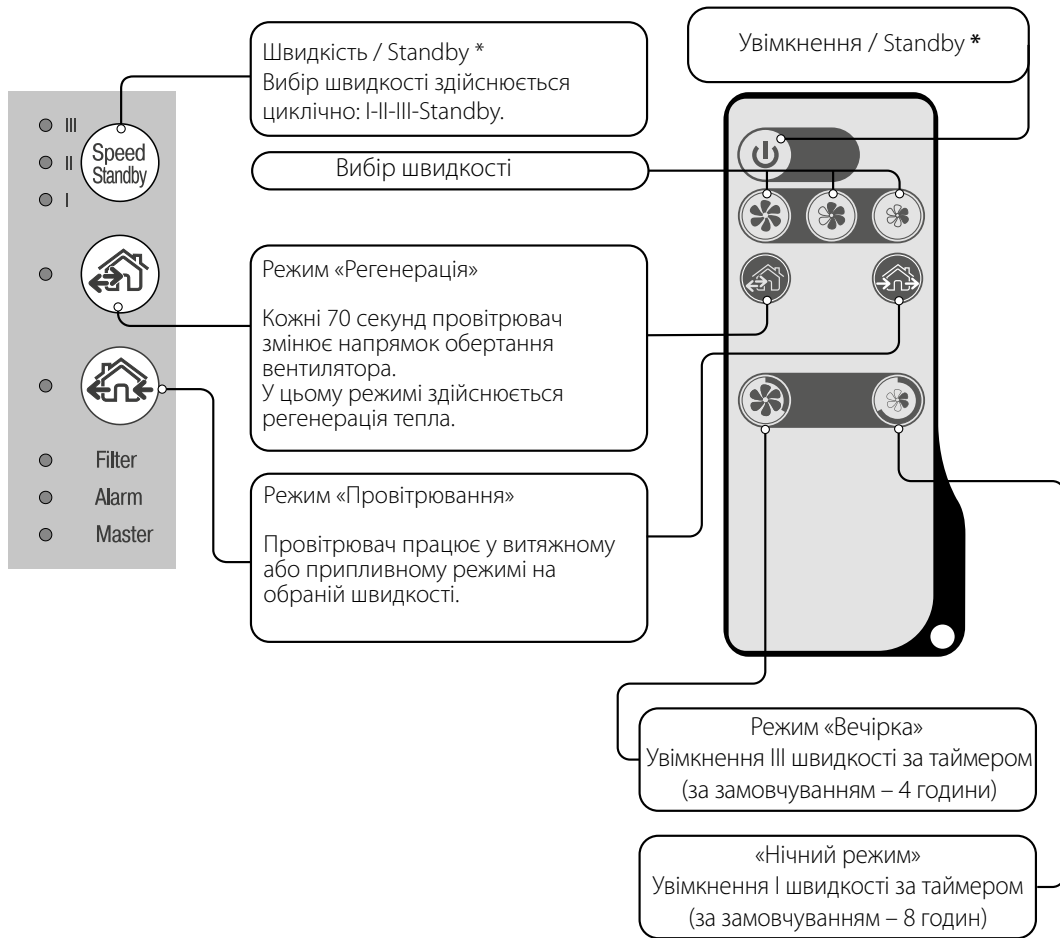 Швидкість / Standby *
Вибір швидкості здійснюється
циклічно: I-II-III-Standby.
Увімкнення / Standby *
III
II
I
Speed
Standby
Вибір швидкості
Режим «Регенерація»
Кожні 70 секунд провітрювач
змінює напрямок обертання
вентилятора.
У цьому режимі здійснюється
регенерація тепла.
Filter
Alarm
Master
Режим «Провітрювання»
Провітрювач працює у витяжному
або припливному режимі на
обраній швидкості.
Режим «Вечірка»
Увімкнення III швидкості за таймером
(за замовчуванням – 4 години)
«Нічний режим»
Увімкнення I швидкості за таймером
(за замовчуванням – 8 годин)